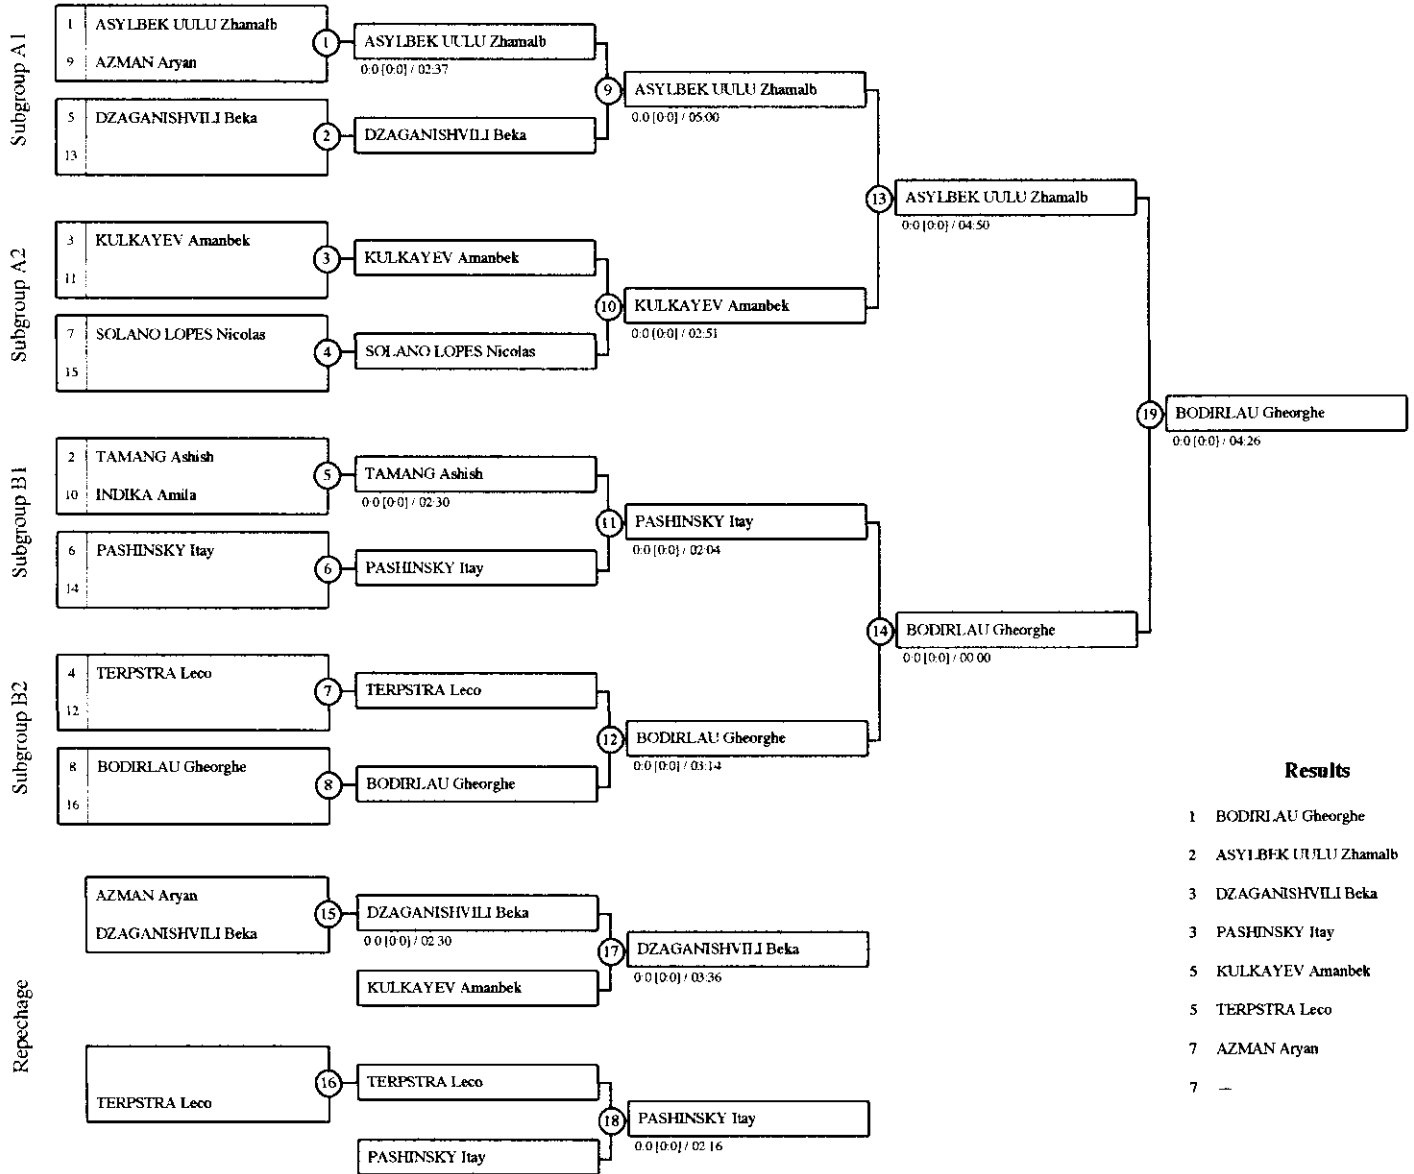 Subgroup A1
1 ASYLBEK UULU Zhamalb
9 AZMAN Aryan
1
ASYLBEK UULU Zhamalb
0:0 [0:0] / 02:37
5 DZAGANISHVILI Beka
13
2
DZAGANISHVILI Beka
9
ASYLBEK UULU Zhamalb
0:0 [0:0] / 05:00
Subgroup A2
3 KULKAYEV Amanbek
11
3
KULKAYEV Amanbek
7 SOLANO LOPES Nicolas
15
4
SOLANO LOPES Nicolas
10
KULKAYEV Amanbek
0:0 [0:0] / 02:51
13
ASYLBEK UULU Zhamalb
0:0 [0:0] / 04:50
Subgroup B1
2 TAMANG Ashish
10 INDIKA Amila
5
TAMANG Ashish
0:0 [0:0] / 02:30
6 PASHINSKY Itay
14
6
PASHINSKY Itay
11
PASHINSKY Itay
0:0 [0:0] / 02:04
Subgroup B2
4 TERPSTRA Leco
12
7
TERPSTRA Leco
8 BODIRLAU Gheorghe
16
8
BODIRLAU Gheorghe
12
BODIRLAU Gheorghe
0:0 [0:0] / 03:14
14
BODIRLAU Gheorghe
0:0 [0:0] / 00:00
19
BODIRLAU Gheorghe
0:0 [0:0] / 04:26
Repechage
AZMAN Aryan
DZAGANISHVILI Beka
15
DZAGANISHVILI Beka
0:0 [0:0] / 02:30
KULKAYEV Amanbek
17
DZAGANISHVILI Beka
0:0 [0:0] / 03:36
TERPSTRA Leco
16
TERPSTRA Leco
PASHINSKY Itay
18
PASHINSKY Itay
0:0 [0:0] / 02:16
Results
1 BODIRLAU Gheorghe
2 ASYLBEK UULU Zhamalb
3 DZAGANISHVILI Beka
3 PASHINSKY Itay
5 KULKAYEV Amanbek
5 TERPSTRA Leco
7 AZMAN Aryan
7 —